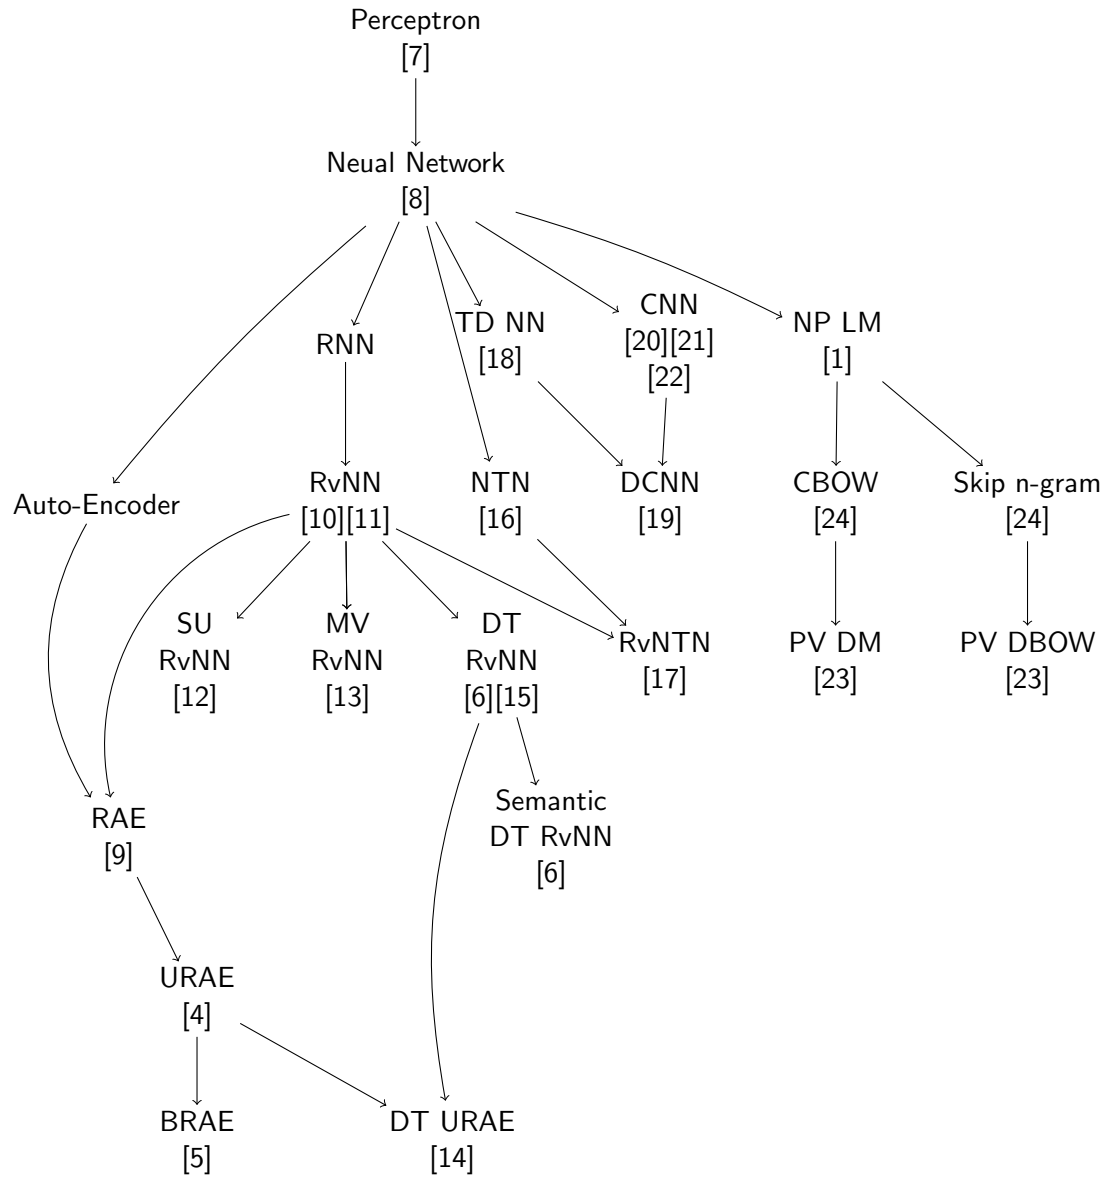 Perceptron
[7]
Neual Network
[8]
RNN
TD NN
[18]
CNN
[20][21]
[22]
NP LM
[1]
Auto-Encoder
RvNN
[10][11]
NTN
[16]
DCNN
[19]
CBOW
[24]
Skip n-gram
[24]
SU
RvNN
[12]
MV
RvNN
[13]
DT
RvNN
[6][15]
RvNTN
[17]
PV DM
[23]
PV DBOW
[23]
RAE
[9]
Semantic
DT RvNN
[6]
URAE
[4]
BRAE
[5]
DT URAE
[14]